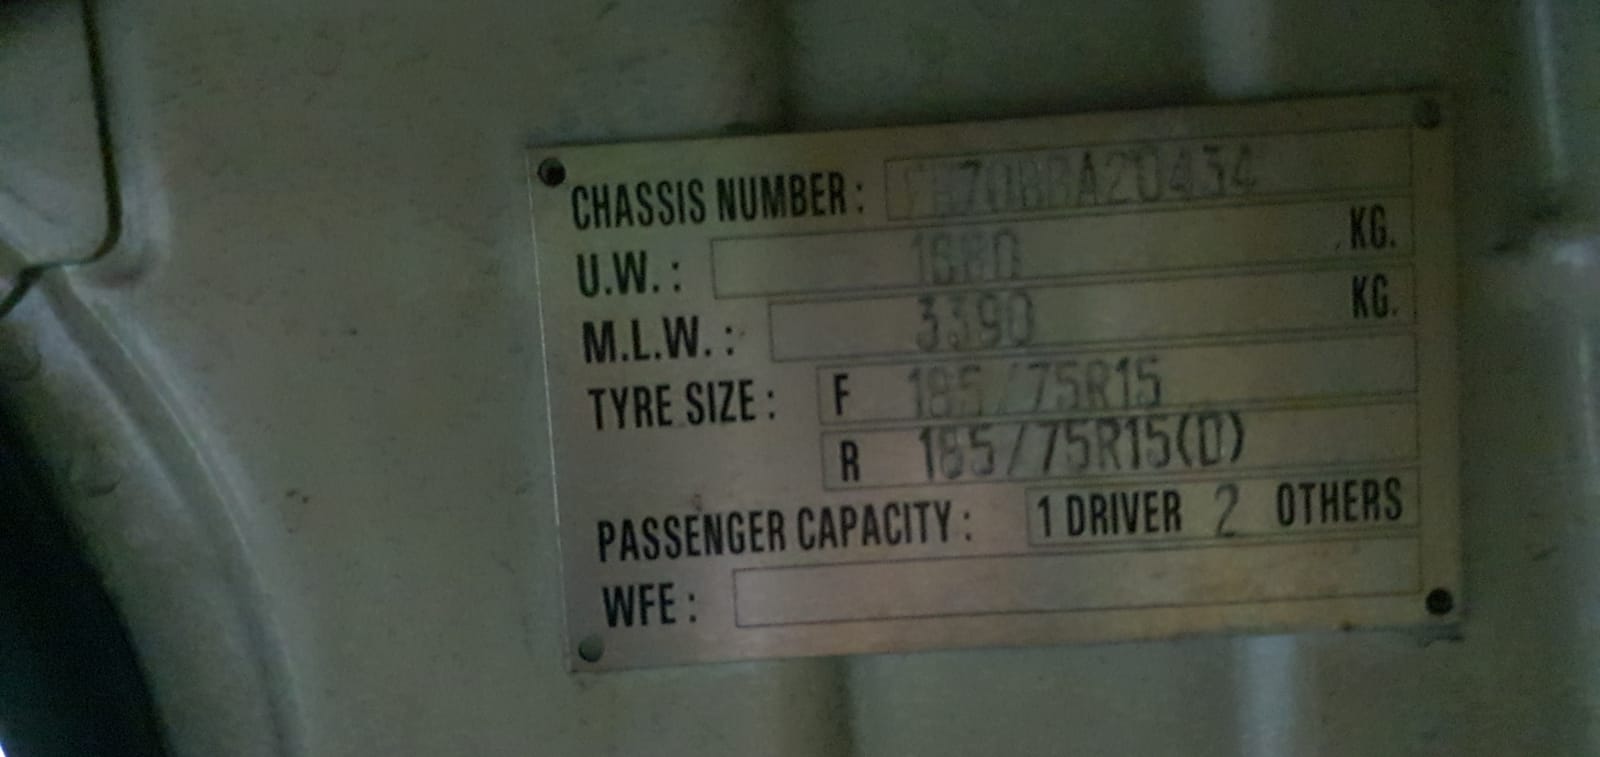 CHASSIS NUMBER :
U.W. : KG.
M.L.W. : 3390 KG.
TYRE SIZE : F 185/75R15
R 185/75R15(D)
PASSENGER CAPACITY : 1 DRIVER 2 OTHERS
WFE :